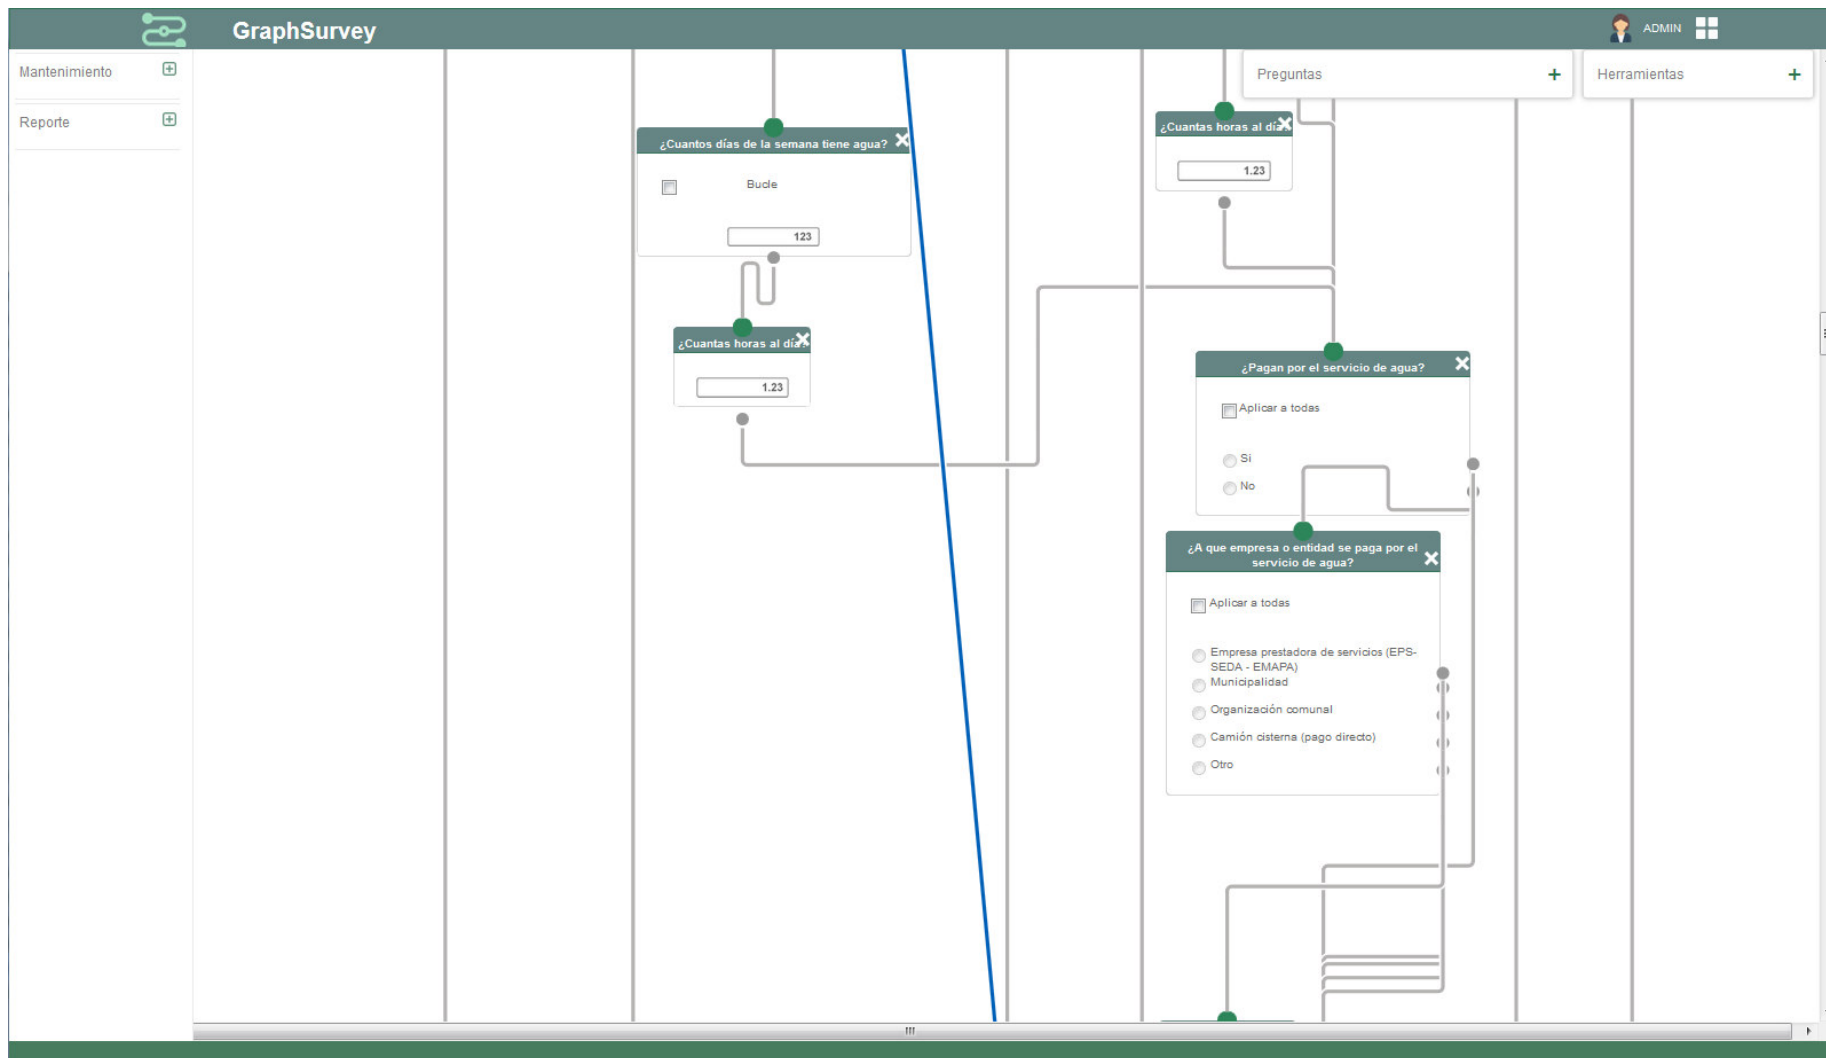 GraphSurvey
ADMIN
Mantenimiento
Reporte
Preguntas
Herramientas
¿Cuantos días de la semana tiene agua?
Bucle
123
¿Cuantas horas al día?
1.23
¿Cuantas horas al día?
1.23
¿Pagan por el servicio de agua?
Aplicar a todas
Si
No
¿A que empresa o entidad se paga por el
servicio de agua?
Aplicar a todas
Empresa prestadora de servicios (EPS-
SEDA - EMAPA)
Municipalidad
Organización comunal
Camión cisterna (pago directo)
Otro